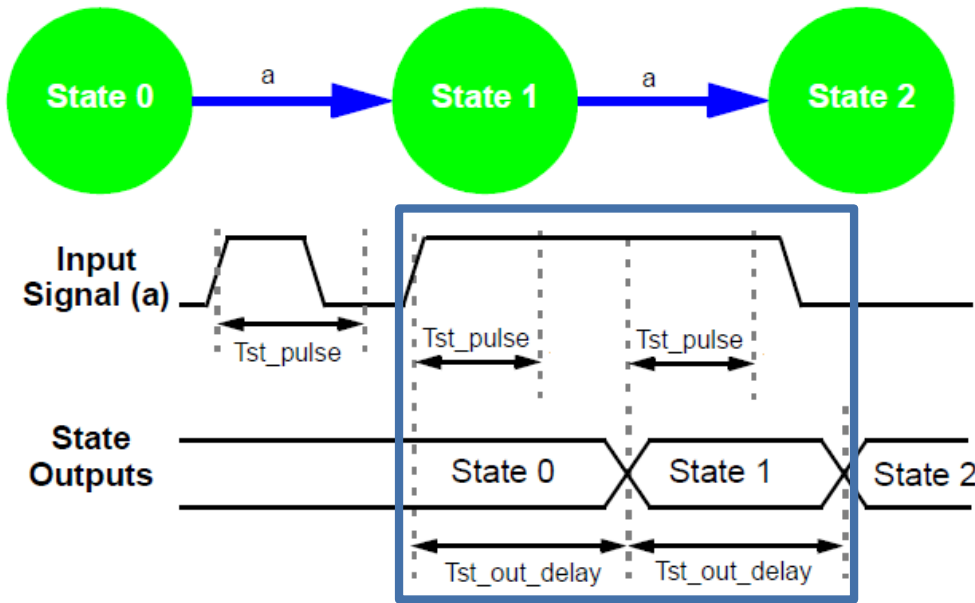 State 0
a
State 1
a
State 2
Input
Signal (a)
Tst_pulse
Tst_pulse
Tst_pulse
State
Outputs
State 0
State 1
State 2
Tst_out_delay
Tst_out_delay